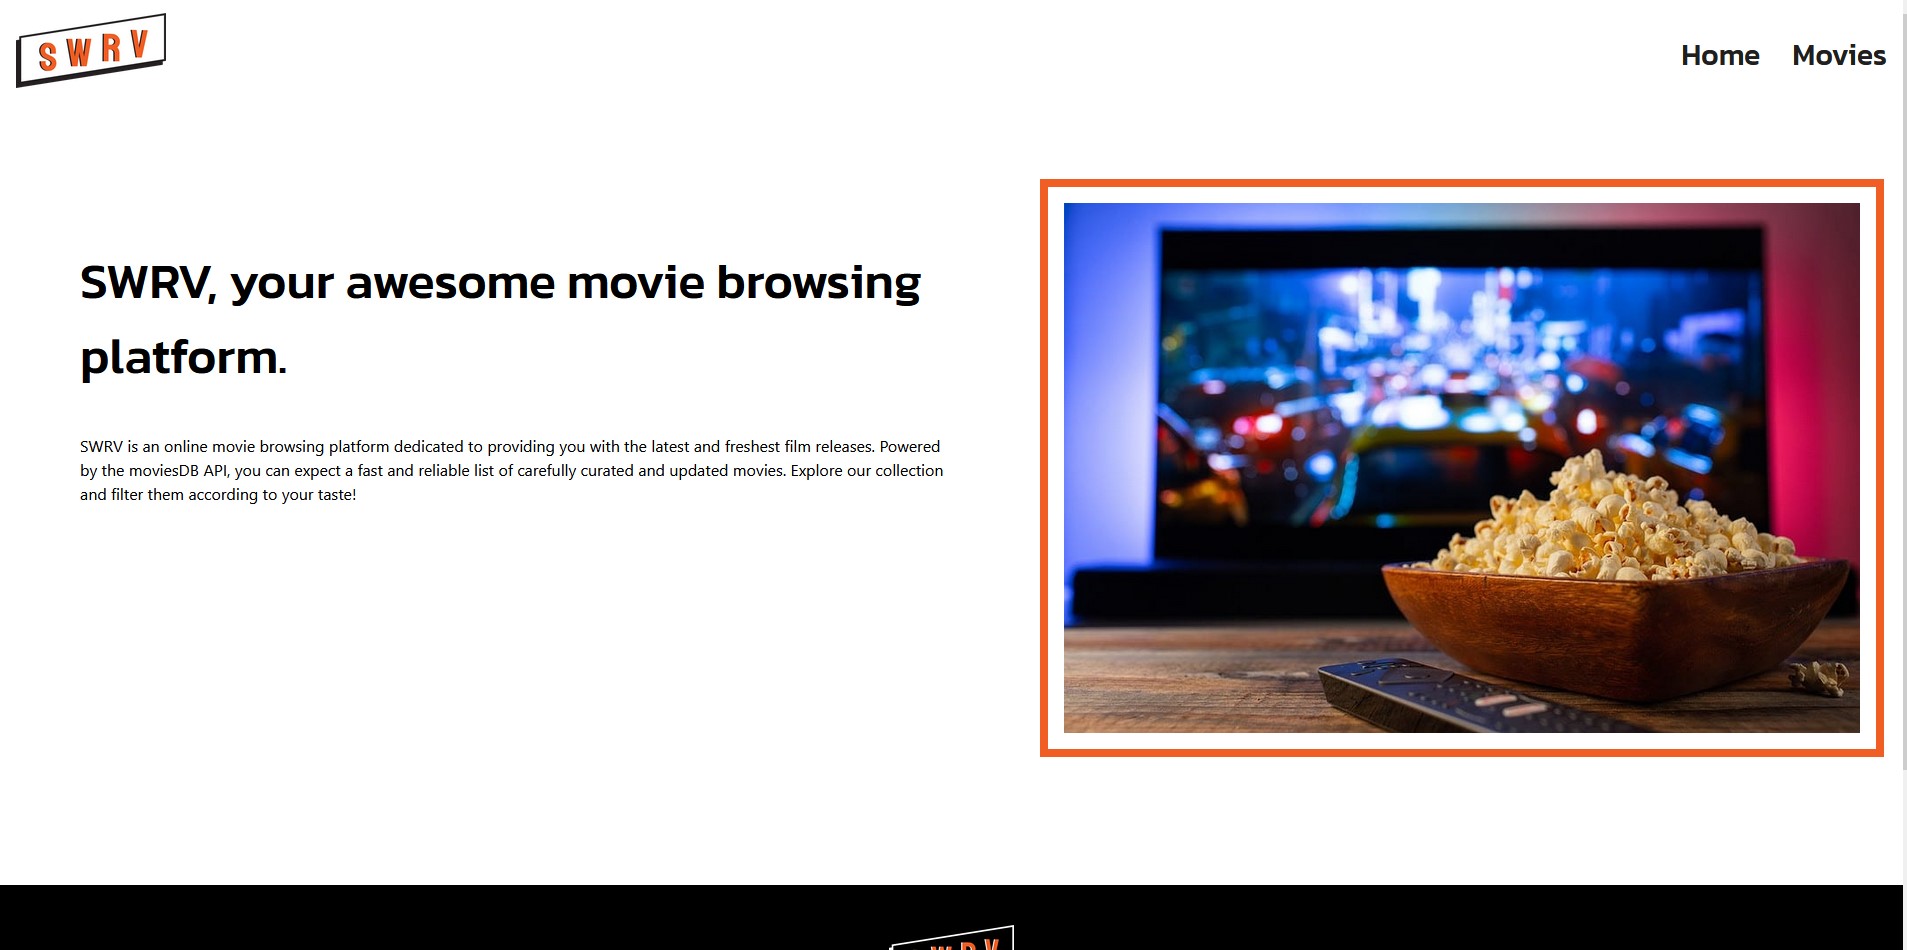 SWRV
Home
Movies
SWRV, your awesome movie browsing
platform.
SWRV is an online movie browsing platform dedicated to providing you with the latest and freshest film releases. Powered
by the moviesDB API, you can expect a fast and reliable list of carefully curated and updated movies. Explore our collection
and filter them according to your taste!